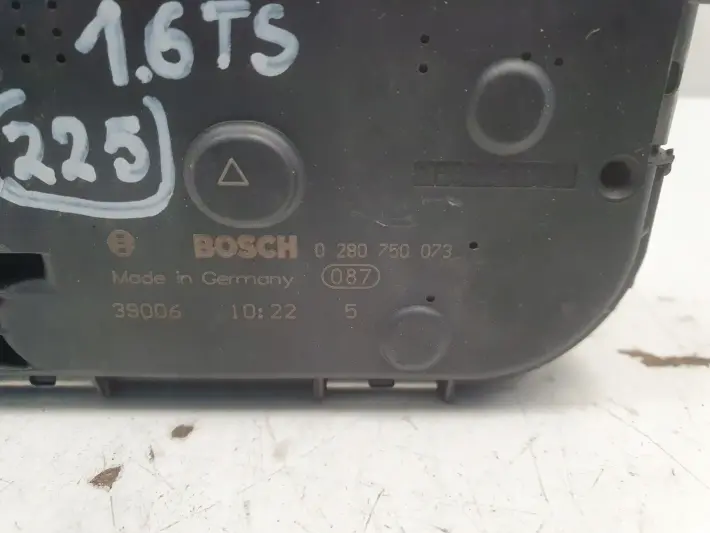 1.6TS
225
BOSCH 0 280 750 073
Made in Germany 087
39006 10:22 5